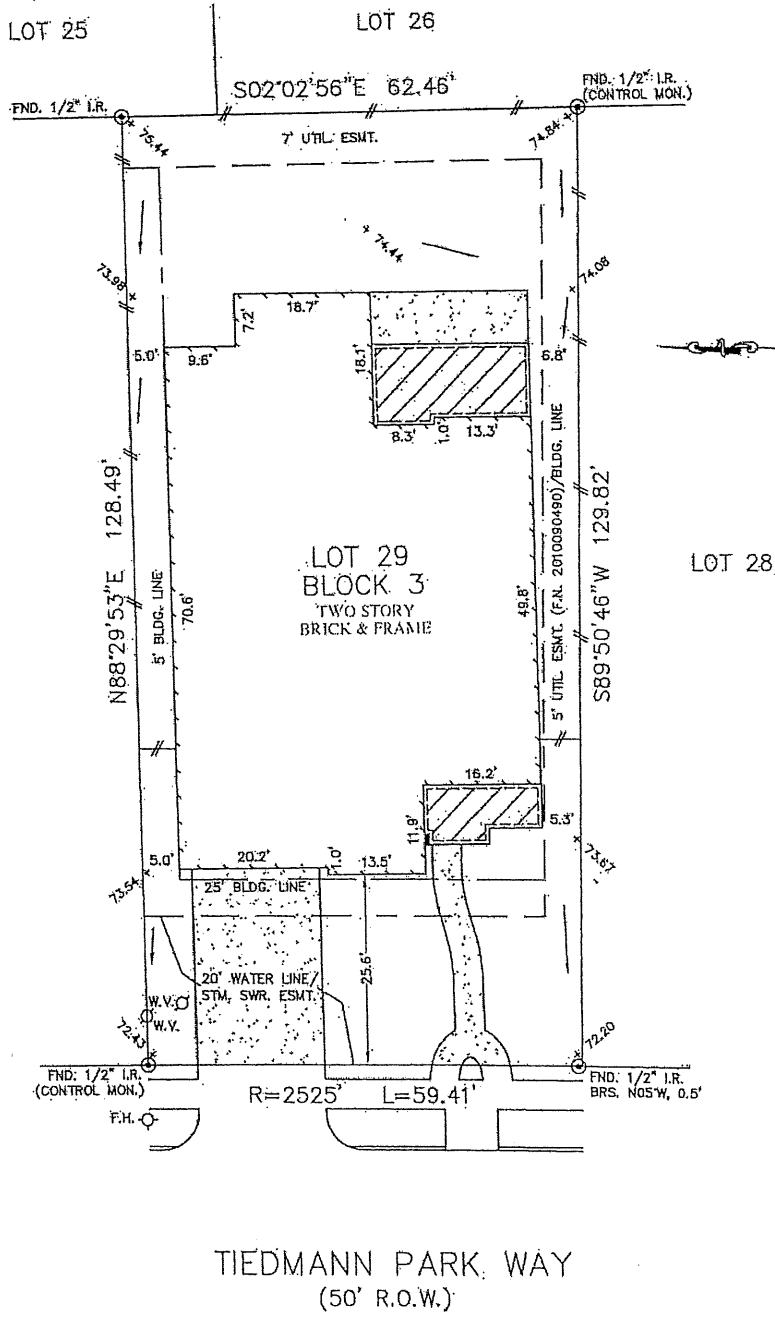 LOT 25
LOT 26
S02°02'56"E 62.46'
FND. 1/2" I.R.
FND. 1/2" I.R.
(CONTROL MON.)
75.44
7' UTIL. ESMT.
74.84
74.44
73.98
74.08
18.7'
7.2'
5.0'
9.6'
18.1'
6.8'
8.3'
1.0'
13.3'
N88°29'53"E 128.49'
5' BLDG. LINE
70.6'
LOT 29
BLOCK 3
TWO STORY
BRICK & FRAME
49.8'
5' UTIL. ESMT. (F.N. 2010090490)/BLDG. LINE
S89°50'46"W 129.82'
LOT 28
16.2'
11.9'
5.3'
73.67
5.0'
20.2'
1.0'
13.5'
73.54
25' BLDG. LINE
25.6'
20' WATER LINE/
STM. SWR. ESMT.
W.V.
W.V.
72.43
72.20
FND. 1/2" I.R.
(CONTROL MON.)
R=2525' L=59.41'
FND. 1/2" I.R.
BRS. N05°W, 0.5'
F.H.
TIEDMANN PARK WAY
(50' R.O.W.)